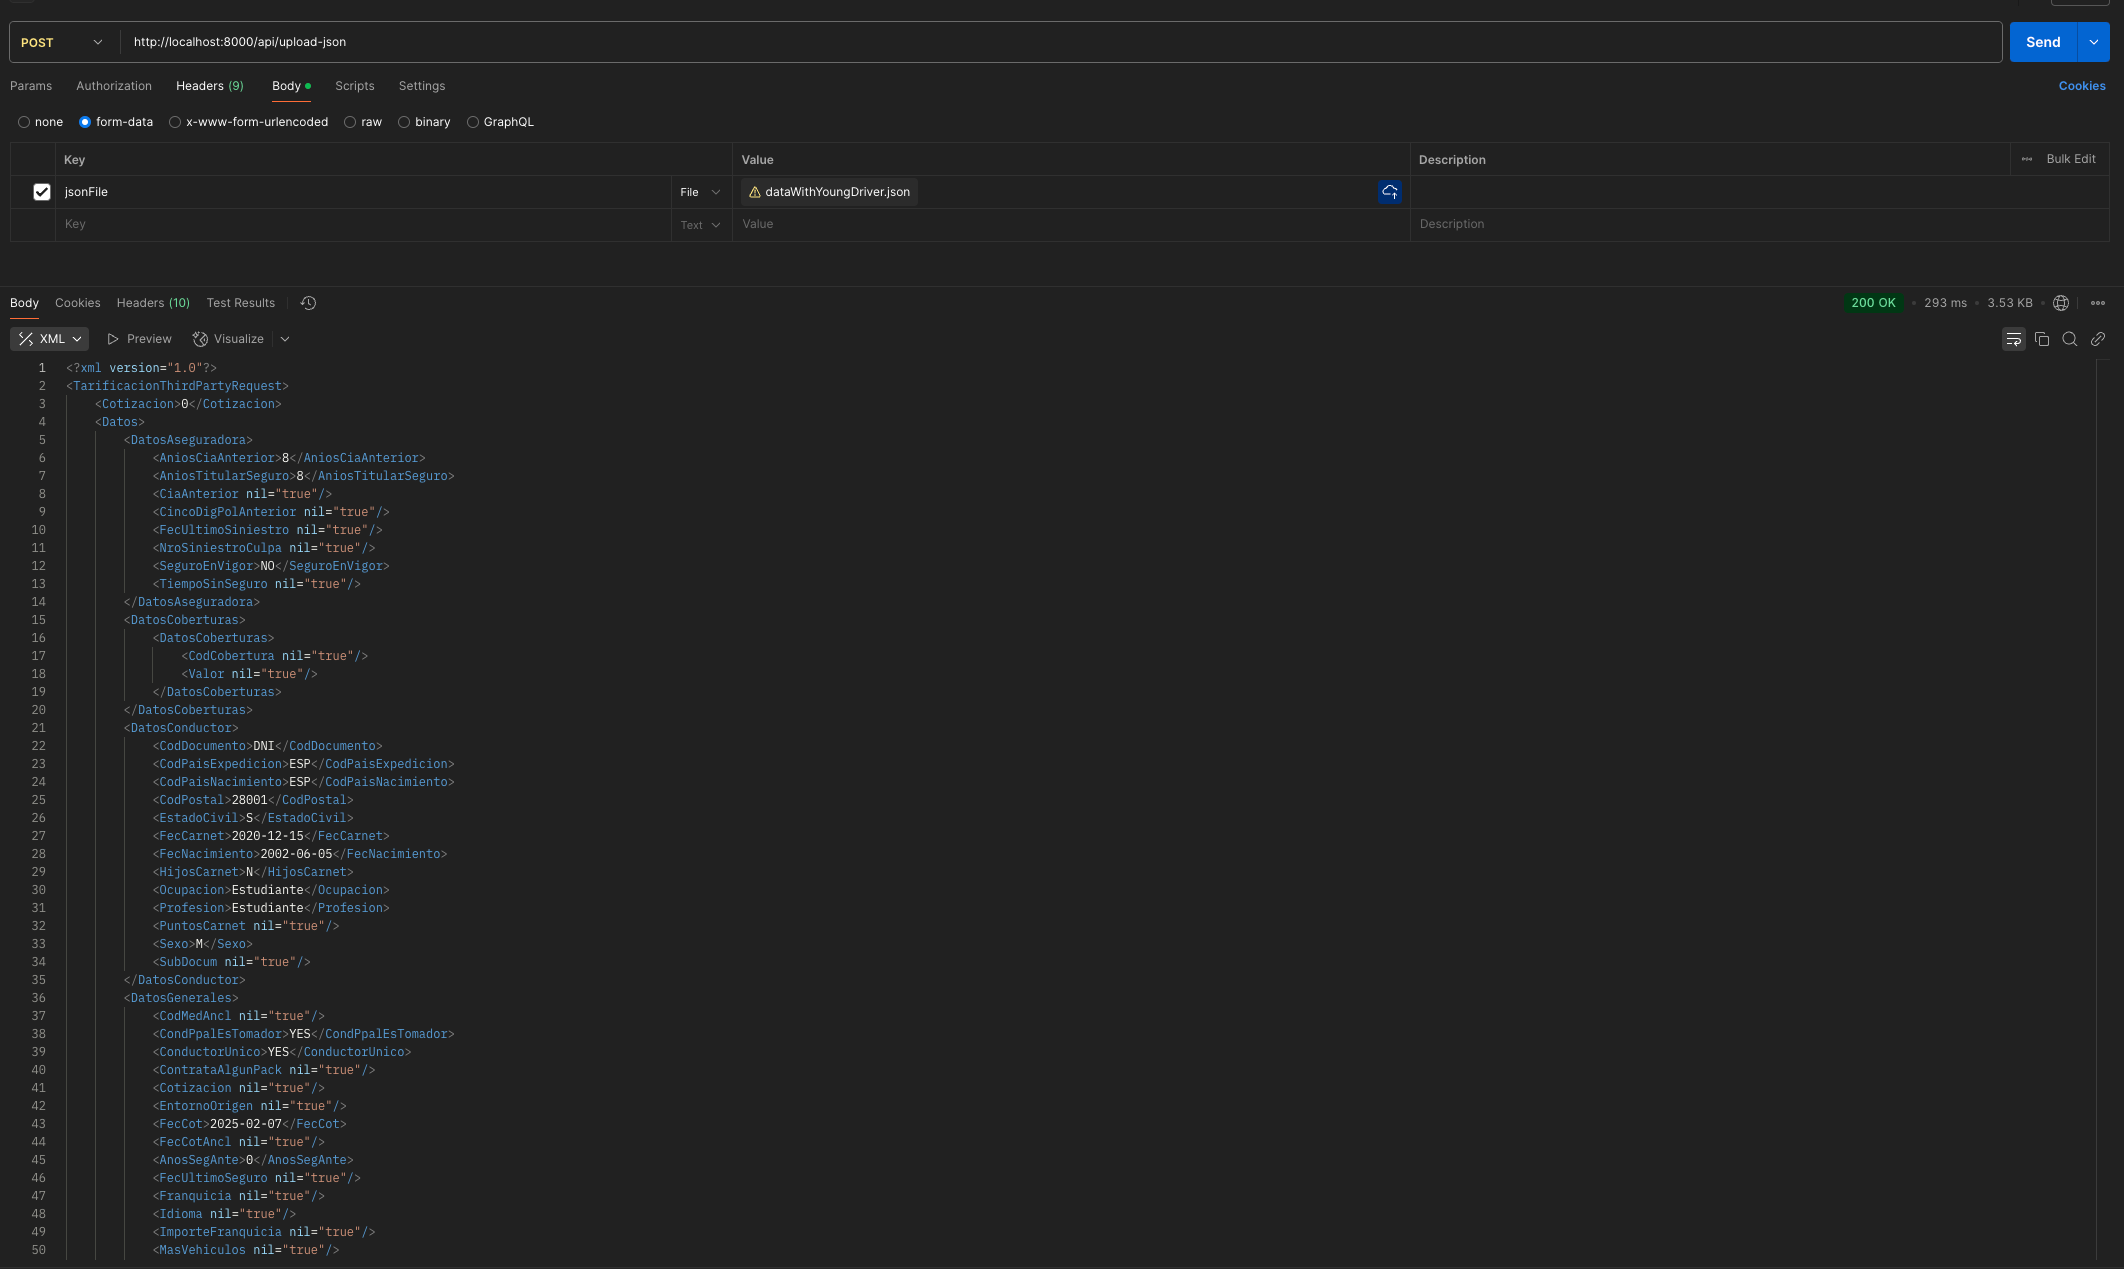 POST http://localhost:8000/api/upload-json Send
Params Authorization Headers (9) Body Scripts Settings Cookies
none form-data x-www-form-urlencoded raw binary GraphQL
Key Value Description Bulk Edit
jsonFile File dataWithYoungDriver.json
Key Text Value Description
Body Cookies Headers (10) Test Results 200 OK 293 ms 3.53 KB
XML Preview Visualize
1 <?xml version="1.0"?>
2 <TarificacionThirdPartyRequest>
3 <Cotizacion>0</Cotizacion>
4 <Datos>
5 <DatosAseguradora>
6 <AniosCiaAnterior>8</AniosCiaAnterior>
7 <AniosTitularSeguro>8</AniosTitularSeguro>
8 <CiaAnterior nil="true"/>
9 <CincoDigPolAnterior nil="true"/>
10 <FecUltimoSiniestro nil="true"/>
11 <NroSiniestroCulpa nil="true"/>
12 <SeguroEnVigor>NO</SeguroEnVigor>
13 <TiempoSinSeguro nil="true"/>
14 </DatosAseguradora>
15 <DatosCoberturas>
16 <DatosCoberturas>
17 <CodCobertura nil="true"/>
18 <Valor nil="true"/>
19 </DatosCoberturas>
20 </DatosCoberturas>
21 <DatosConductor>
22 <CodDocumento>DNI</CodDocumento>
23 <CodPaisExpedicion>ESP</CodPaisExpedicion>
24 <CodPaisNacimiento>ESP</CodPaisNacimiento>
25 <CodPostal>28001</CodPostal>
26 <EstadoCivil>S</EstadoCivil>
27 <FecCarnet>2020-12-15</FecCarnet>
28 <FecNacimiento>2002-06-05</FecNacimiento>
29 <HijosCarnet>N</HijosCarnet>
30 <Ocupacion>Estudiante</Ocupacion>
31 <Profesion>Estudiante</Profesion>
32 <PuntosCarnet nil="true"/>
33 <Sexo>M</Sexo>
34 <SubDocum nil="true"/>
35 </DatosConductor>
36 <DatosGenerales>
37 <CodMedAncl nil="true"/>
38 <CondPpalEsTomador>YES</CondPpalEsTomador>
39 <ConductorUnico>YES</ConductorUnico>
40 <ContrataAlgunPack nil="true"/>
41 <Cotizacion nil="true"/>
42 <EntornoOrigen nil="true"/>
43 <FecCot>2025-02-07</FecCot>
44 <FecCotAncl nil="true"/>
45 <AnosSegAnte>0</AnosSegAnte>
46 <FecUltimoSeguro nil="true"/>
47 <Franquicia nil="true"/>
48 <Idioma nil="true"/>
49 <ImporteFranquicia nil="true"/>
50 <MasVehiculos nil="true"/>